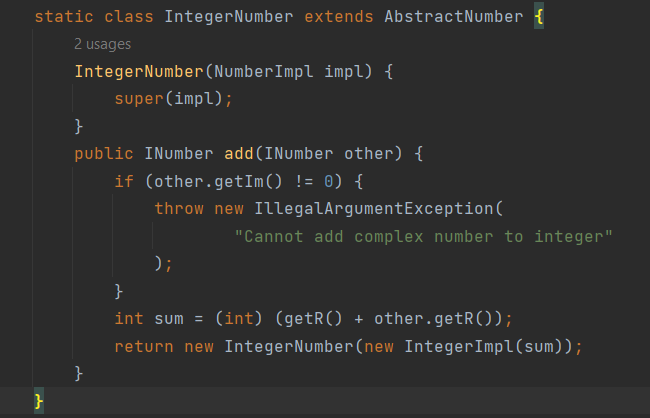 static class IntegerNumber extends AbstractNumber {
2 usages
IntegerNumber(NumberImpl impl) {
super(impl);
}
public INumber add(INumber other) {
if (other.getIm() != 0) {
throw new IllegalArgumentException(
"Cannot add complex number to integer"
);
}
int sum = (int) (getR() + other.getR());
return new IntegerNumber(new IntegerImpl(sum));
}
}